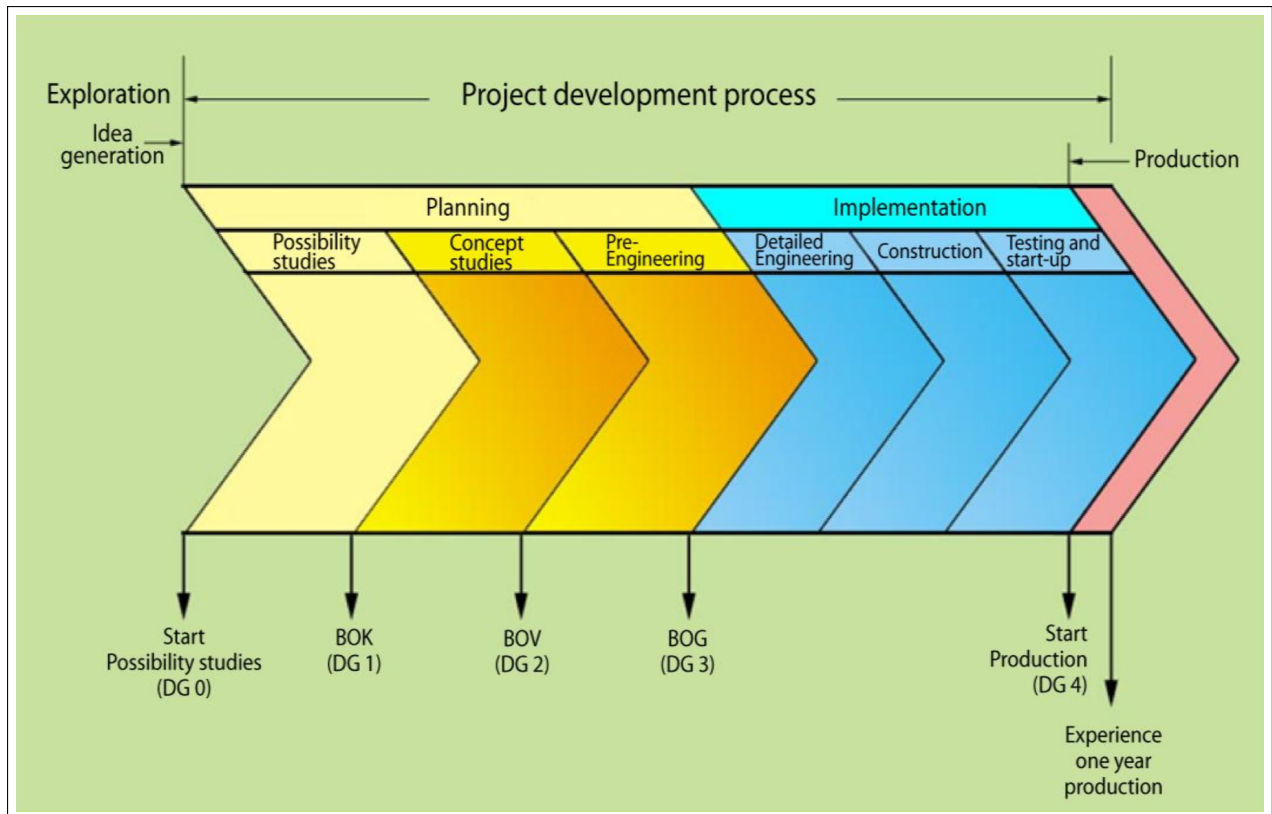 Exploration
Project development process
Idea
generation
Production
Planning
Implementation
Possibility
studies
Concept
studies
Pre-
Engineering
Detailed
Engineering
Construction
Testing and
start-up
Start
Possibility studies
(DG 0)
BOK
(DG 1)
BOV
(DG 2)
BOG
(DG 3)
Start
Production
(DG 4)
Experience
one year
production